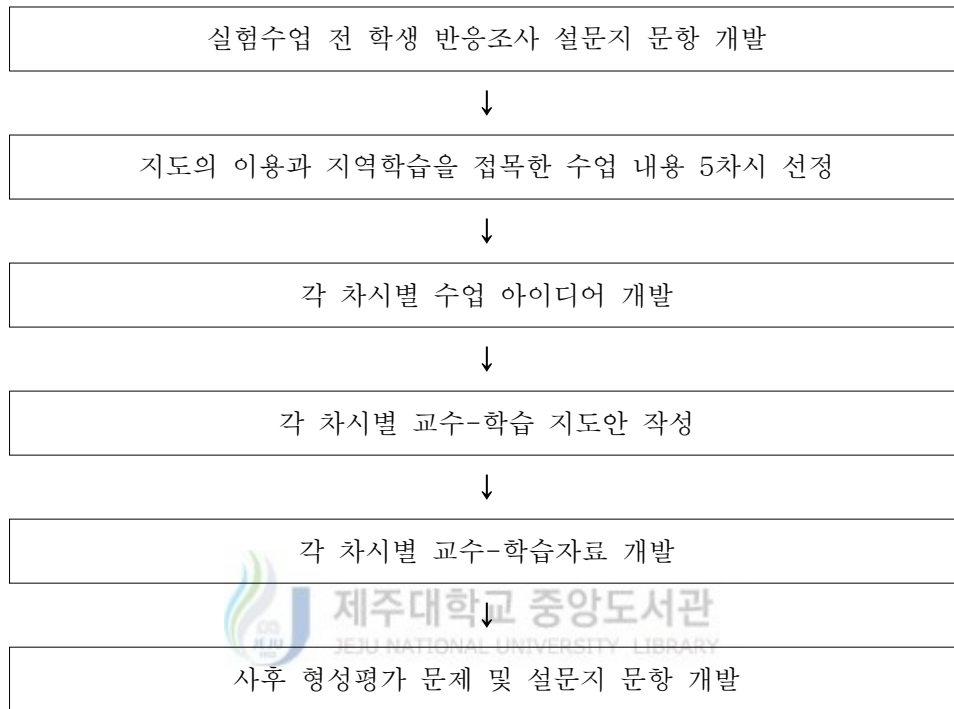 실험수업 전 학생 반응조사 설문지 문항 개발
↓
지도의 이용과 지역학습을 접목한 수업 내용 5차시 선정
↓
각 차시별 수업 아이디어 개발
↓
각 차시별 교수-학습 지도안 작성
↓
각 차시별 교수-학습자료 개발
↓
제주대학교 중앙도서관
JEJU NATIONAL UNIVERSITY LIBRARY
사후 형성평가 문제 및 설문지 문항 개발